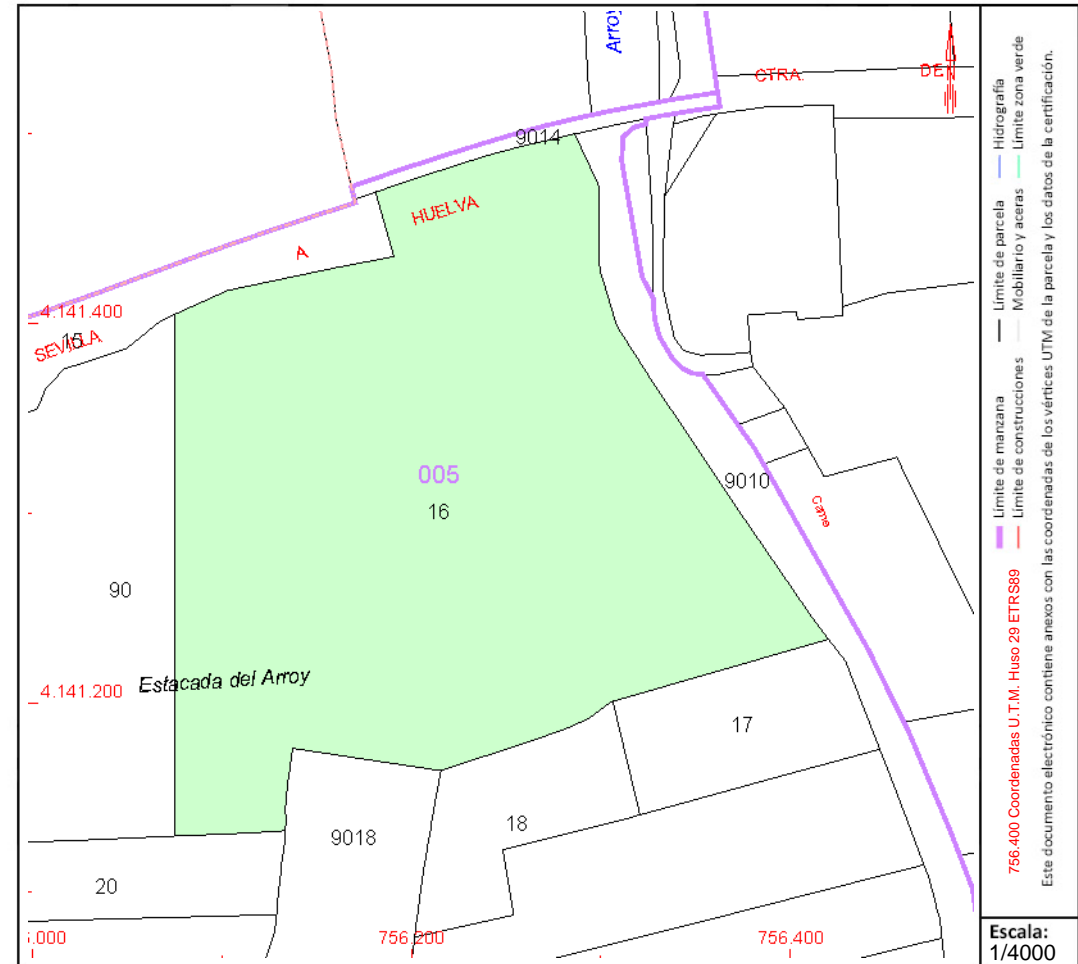 Arroy
CTRA.
DE
9014
HUELVA
A
4.141.400
SEVILLA
15
005
16
9010
Came
90
4.141.200
Estacada del Arroy
17
18
9018
20
756.200
756.400
Límite de manzana
Límite de parcela
Hidrografía
Límite de construcciones
Mobiliario y aceras
Límite zona verde
756.400 Coordenadas U.T.M. Huso 29 ETRS89
Este documento electrónico contiene anexos con las coordenadas de los vértices UTM de la parcela y los datos de la certificación.
Escala:
1/4000